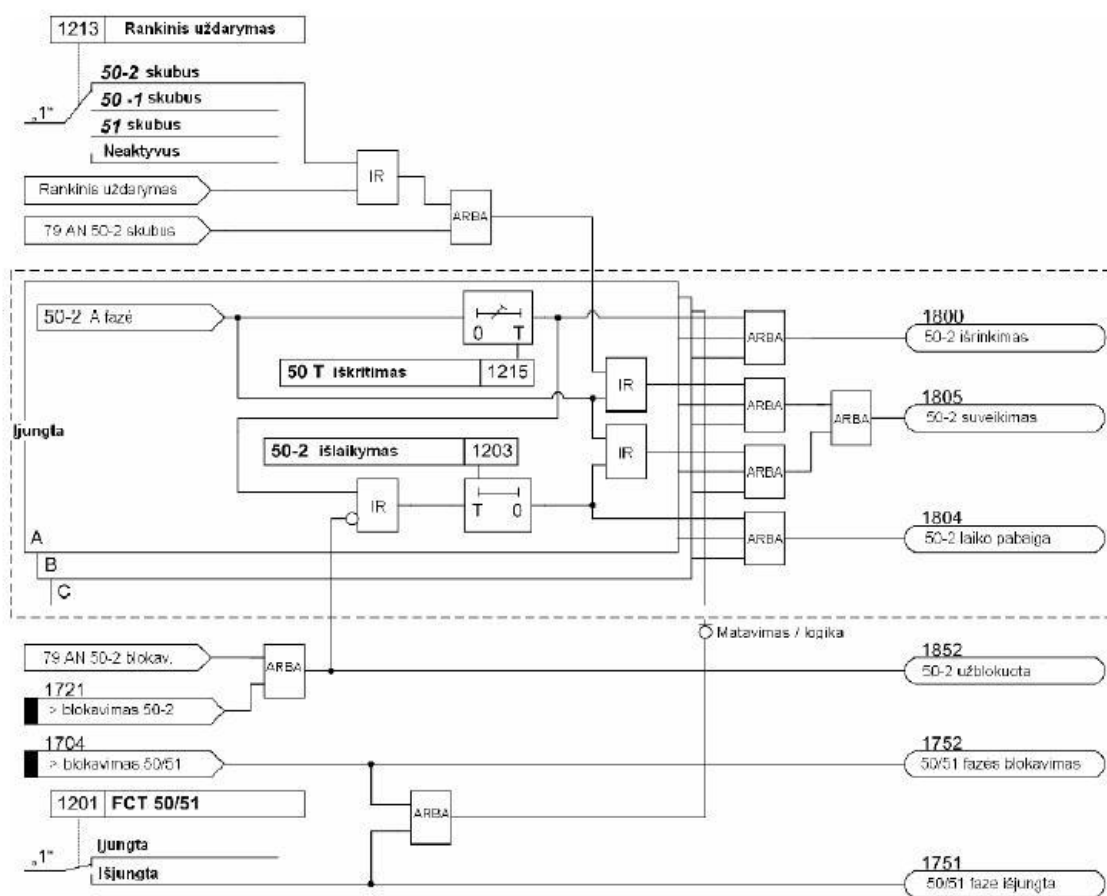 1213 Rankinis uždarymas
50-2 skubus
50 -1 skubus
„1“
51 skubus
Neaktyvus
IR
Rankinis uždarymas
ARBA
79 AN 50-2 skubus
50-2 A fazė
0 T
ARBA
1800
50-2 išrinkimas
50 T iškritimas 1215
IR
ARBA
1805
50-2 suveikimas
ARBA
Įjungta
50-2 išlaikymas 1203
IR
ARBA
IR
T 0
1804
50-2 laiko pabaiga
ARBA
A
B
C
Matavimas / logika
79 AN 50-2 blokav.
ARBA
1852
50-2 užblokuota
1721
> blokavimas 50-2
1704
> blokavimas 50/51
1752
50/51 fazės blokavimas
1201 FCT 50/51
ARBA
„1“
Įjungta
Išjungta
1751
50/51 fazė išjungta